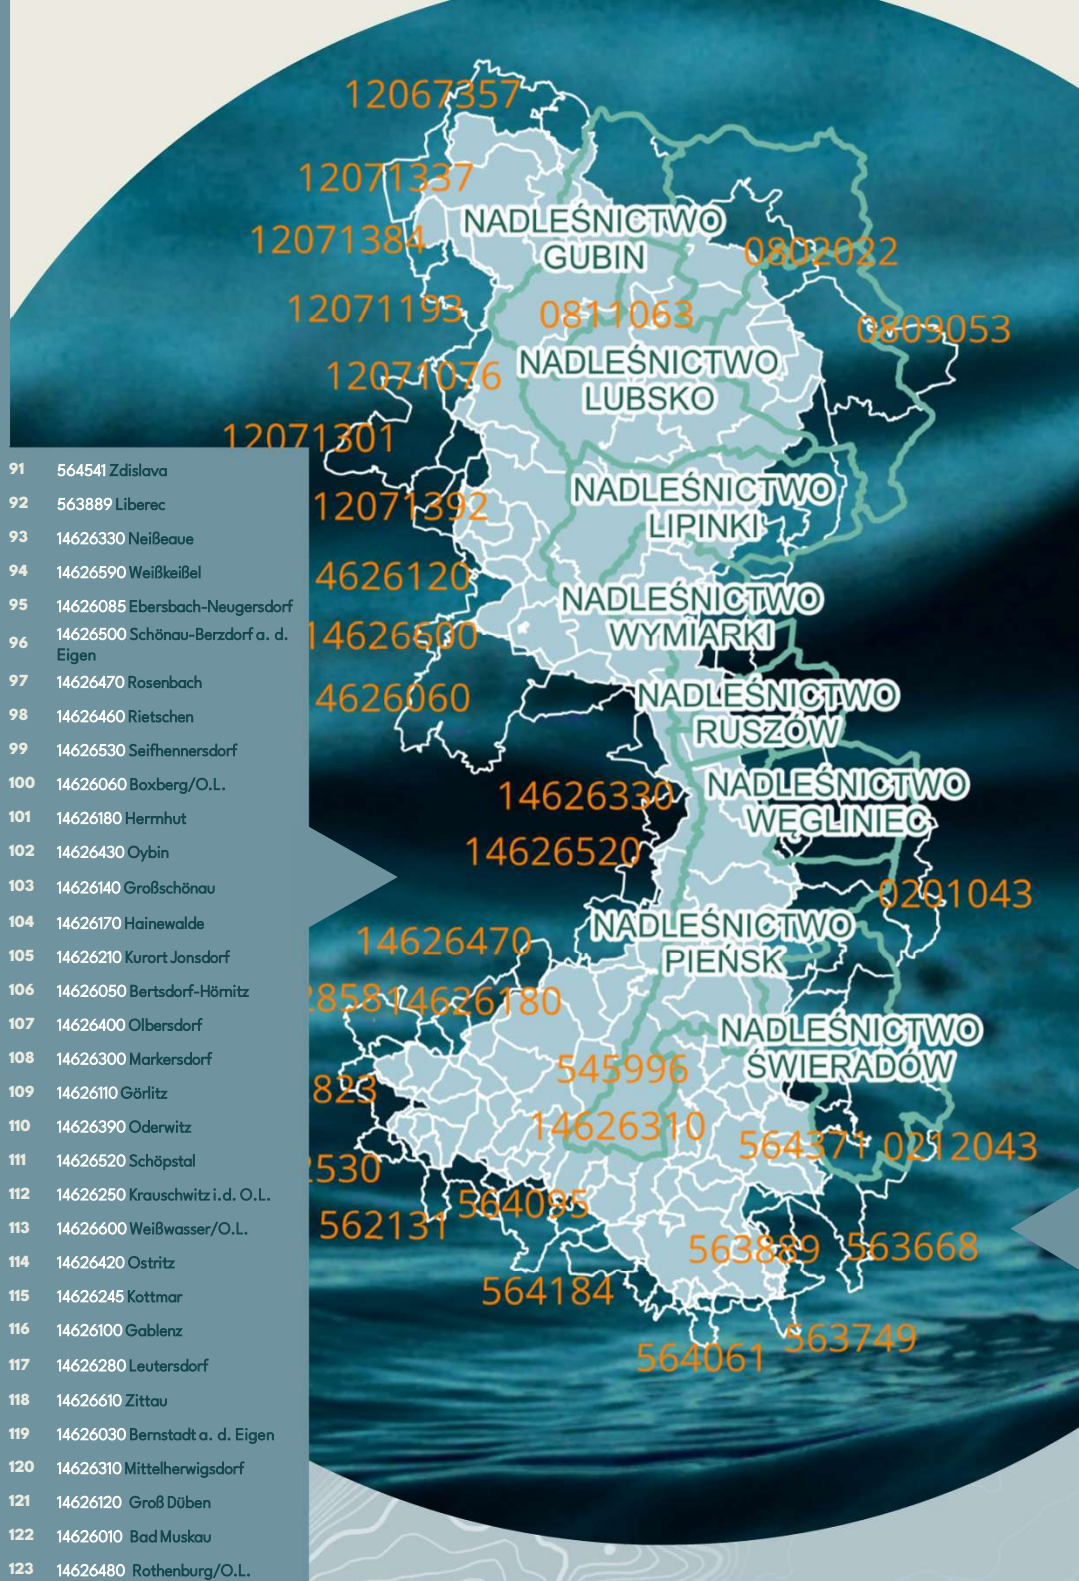 12067357
12071337
12071384
NADLEŚNICTWO
GUBIN
0802022
12071193
0811063
0809053
12071076
NADLEŚNICTWO
LUBSKO
12071301
12071392
NADLEŚNICTWO
LIPINKI
4626120
NADLEŚNICTWO
WYMIARKI
14626600
4626060
NADLEŚNICTWO
RUSZÓW
14626330
NADLEŚNICTWO
WĘGLINIEC
14626520
0201043
NADLEŚNICTWO
PIEŃSK
14626470
28581
14626180
NADLEŚNICTWO
ŚWIERADÓW
545996
823
14626310
564371
0212043
2530
564095
562131
563889
563668
564184
563749
564061
91 564541 Zdislava
92 563889 Liberec
93 14626330 Neißeaue
94 14626590 Weißkeißel
95 14626085 Ebersbach-Neugersdorf
96 14626500 Schönau-Berzdorf a. d.
Eigen
97 14626470 Rosenbach
98 14626460 Rietschen
99 14626530 Seifhennersdorf
100 14626060 Boxberg/O.L.
101 14626180 Herrnhut
102 14626430 Oybin
103 14626140 Großschönau
104 14626170 Hainewalde
105 14626210 Kurort Jonsdorf
106 14626050 Bertsdorf-Hörnitz
107 14626400 Olbersdorf
108 14626300 Markersdorf
109 14626110 Görlitz
110 14626390 Oderwitz
111 14626520 Schöpstal
112 14626250 Krauschwitz i.d. O.L.
113 14626600 Weißwasser/O.L.
114 14626420 Ostritz
115 14626245 Kottmar
116 14626100 Gablenz
117 14626280 Leutersdorf
118 14626610 Zittau
119 14626030 Bernstadt a. d. Eigen
120 14626310 Mittelherwigsdorf
121 14626120 Groß Düben
122 14626010 Bad Muskau
123 14626480 Rothenburg/O.L.